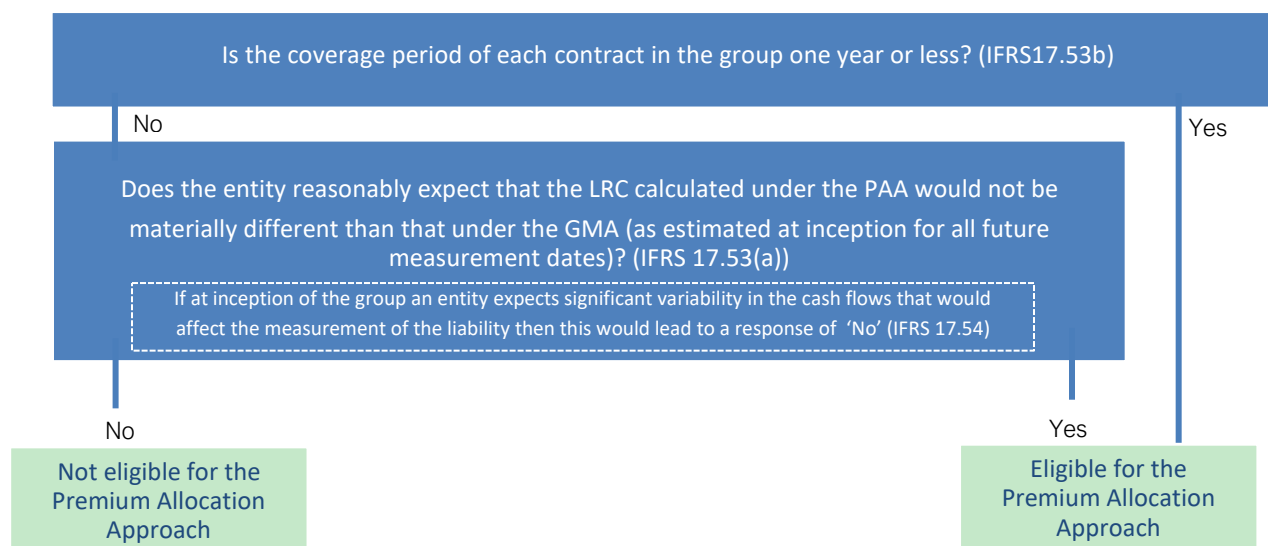 Is the coverage period of each contract in the group one year or less? (IFRS17.53b)
No
Yes
Does the entity reasonably expect that the LRC calculated under the PAA would not be
materially different than that under the GMA (as estimated at inception for all future
measurement dates)? (IFRS 17.53(a))
If at inception of the group an entity expects significant variability in the cash flows that would
affect the measurement of the liability then this would lead to a response of ‘No’ (IFRS 17.54)
No
Yes
Not eligible for the
Premium Allocation
Approach
Eligible for the
Premium Allocation
Approach